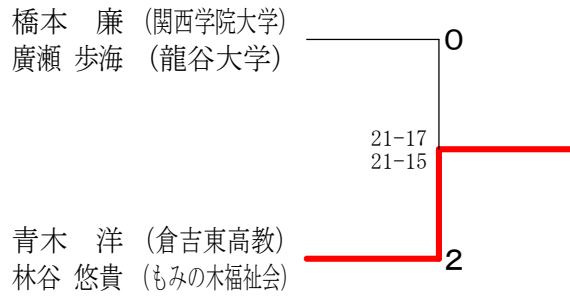 橋本 廉 (関西学院大学)
廣瀬 歩海 (龍谷大学)
0
21-17
21-15
青木 洋 (倉吉東高教)
林谷 悠貴 (もみの木福祉会)
2